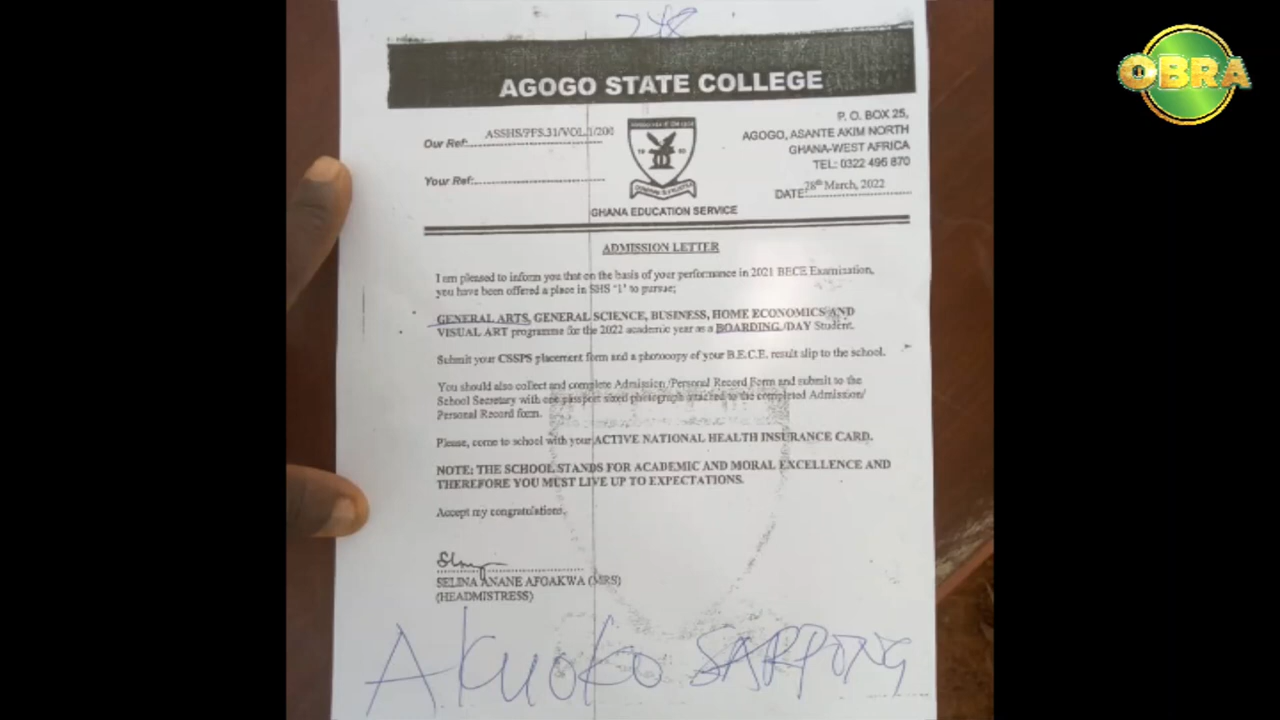 AGOGO STATE COLLEGE
OBRA
Our Ref: ASSHS/PFS.31/VOL.1/200
P. O. BOX 25,
AGOGO, ASANTE AKIM NORTH
GHANA-WEST AFRICA
TEL: 0322 495 870
Your Ref:
DATE: 28th March, 2022
GHANA EDUCATION SERVICE
ADMISSION LETTER
I am pleased to inform you that on the basis of your performance in 2021 BECE Examination,
you have been offered a place in SHS "1" to pursue;
GENERAL ARTS, GENERAL SCIENCE, BUSINESS, HOME ECONOMICS AND
VISUAL ART programme for the 2022 academic year as a BOARDING/DAY Student.
Submit your CSSPS placement form and a photocopy of your B.E.C.E. result slip to the school.
You should also collect and complete Admission/Personal Record Form and submit to the
School Secretary with one passport sized photograph attached to the completed Admission/
Personal Record form.
Please, come to school with your ACTIVE NATIONAL HEALTH INSURANCE CARD.
NOTE: THE SCHOOL STANDS FOR ACADEMIC AND MORAL EXCELLENCE AND
THEREFORE YOU MUST LIVE UP TO EXPECTATIONS.
Accept my congratulations.
SELINA ANANE AFOAKWA (MRS)
(HEADMISTRESS)
Akuoko SARPONG